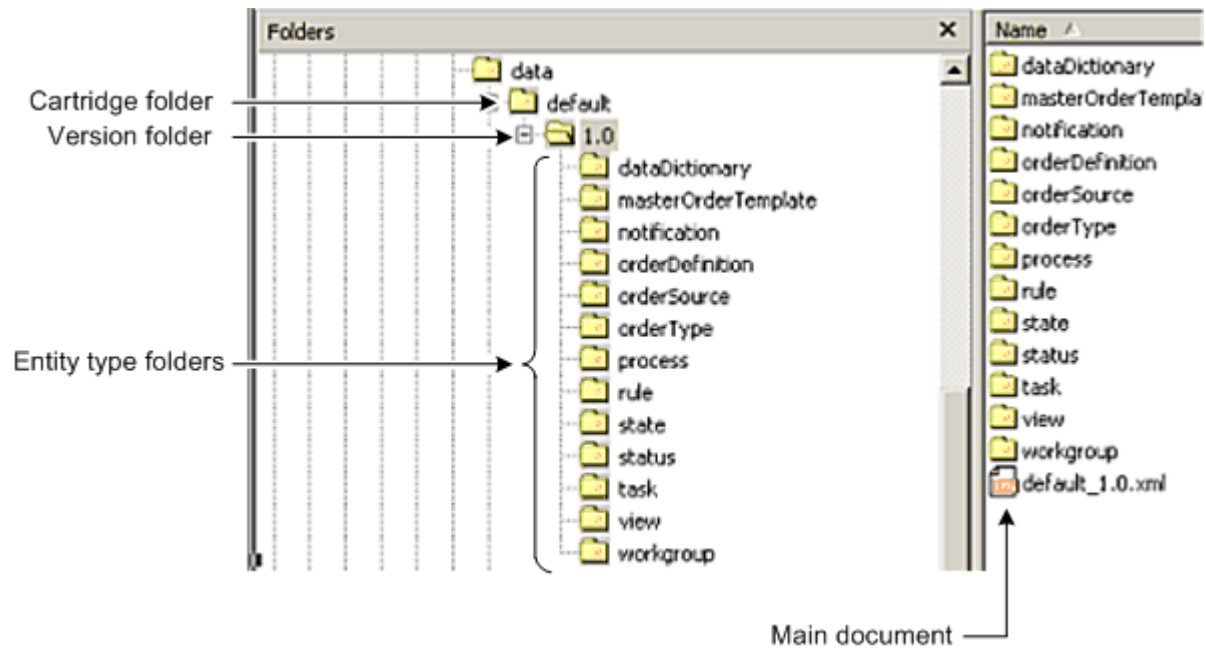 Folders
data
Cartridge folder
default
Version folder
1.0
dataDictionary
masterOrderTemplate
notification
orderDefinition
orderSource
orderType
Entity type folders
process
rule
state
status
task
view
workgroup
Name
dataDictionary
masterOrderTempla
notification
orderDefinition
orderSource
orderType
process
rule
state
status
task
view
workgroup
default_1.0.xml
Main document